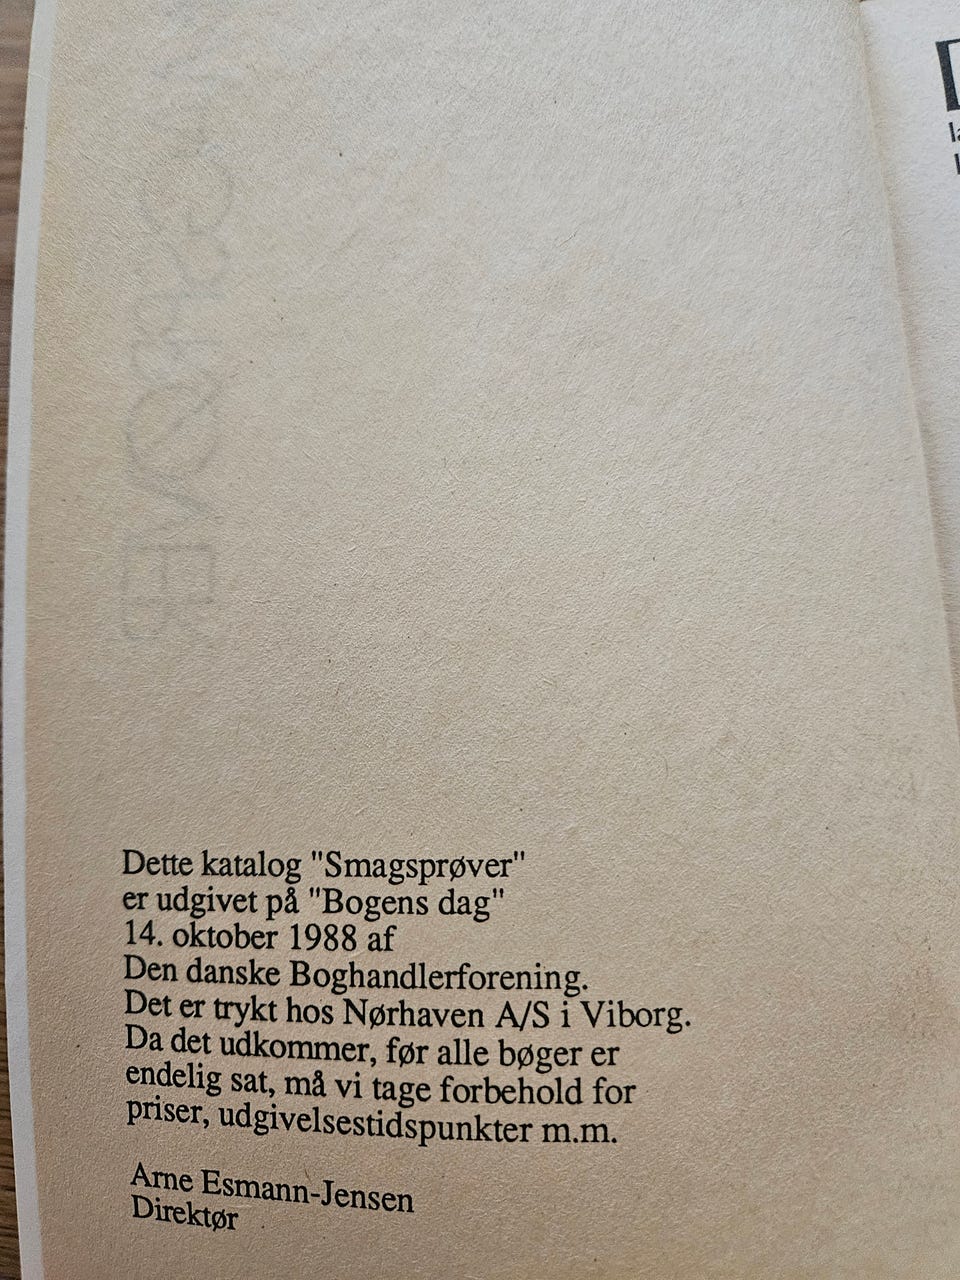 Dette katalog "Smagsprøver"
er udgivet på "Bogens dag"
14. oktober 1988 af
Den danske Boghandlerforening.
Det er trykt hos Nørhaven A/S i Viborg.
Da det udkommer, før alle bøger er
endelig sat, må vi tage forbehold for
priser, udgivelsestidspunkter m.m.
Arne Esmann-Jensen
Direktør